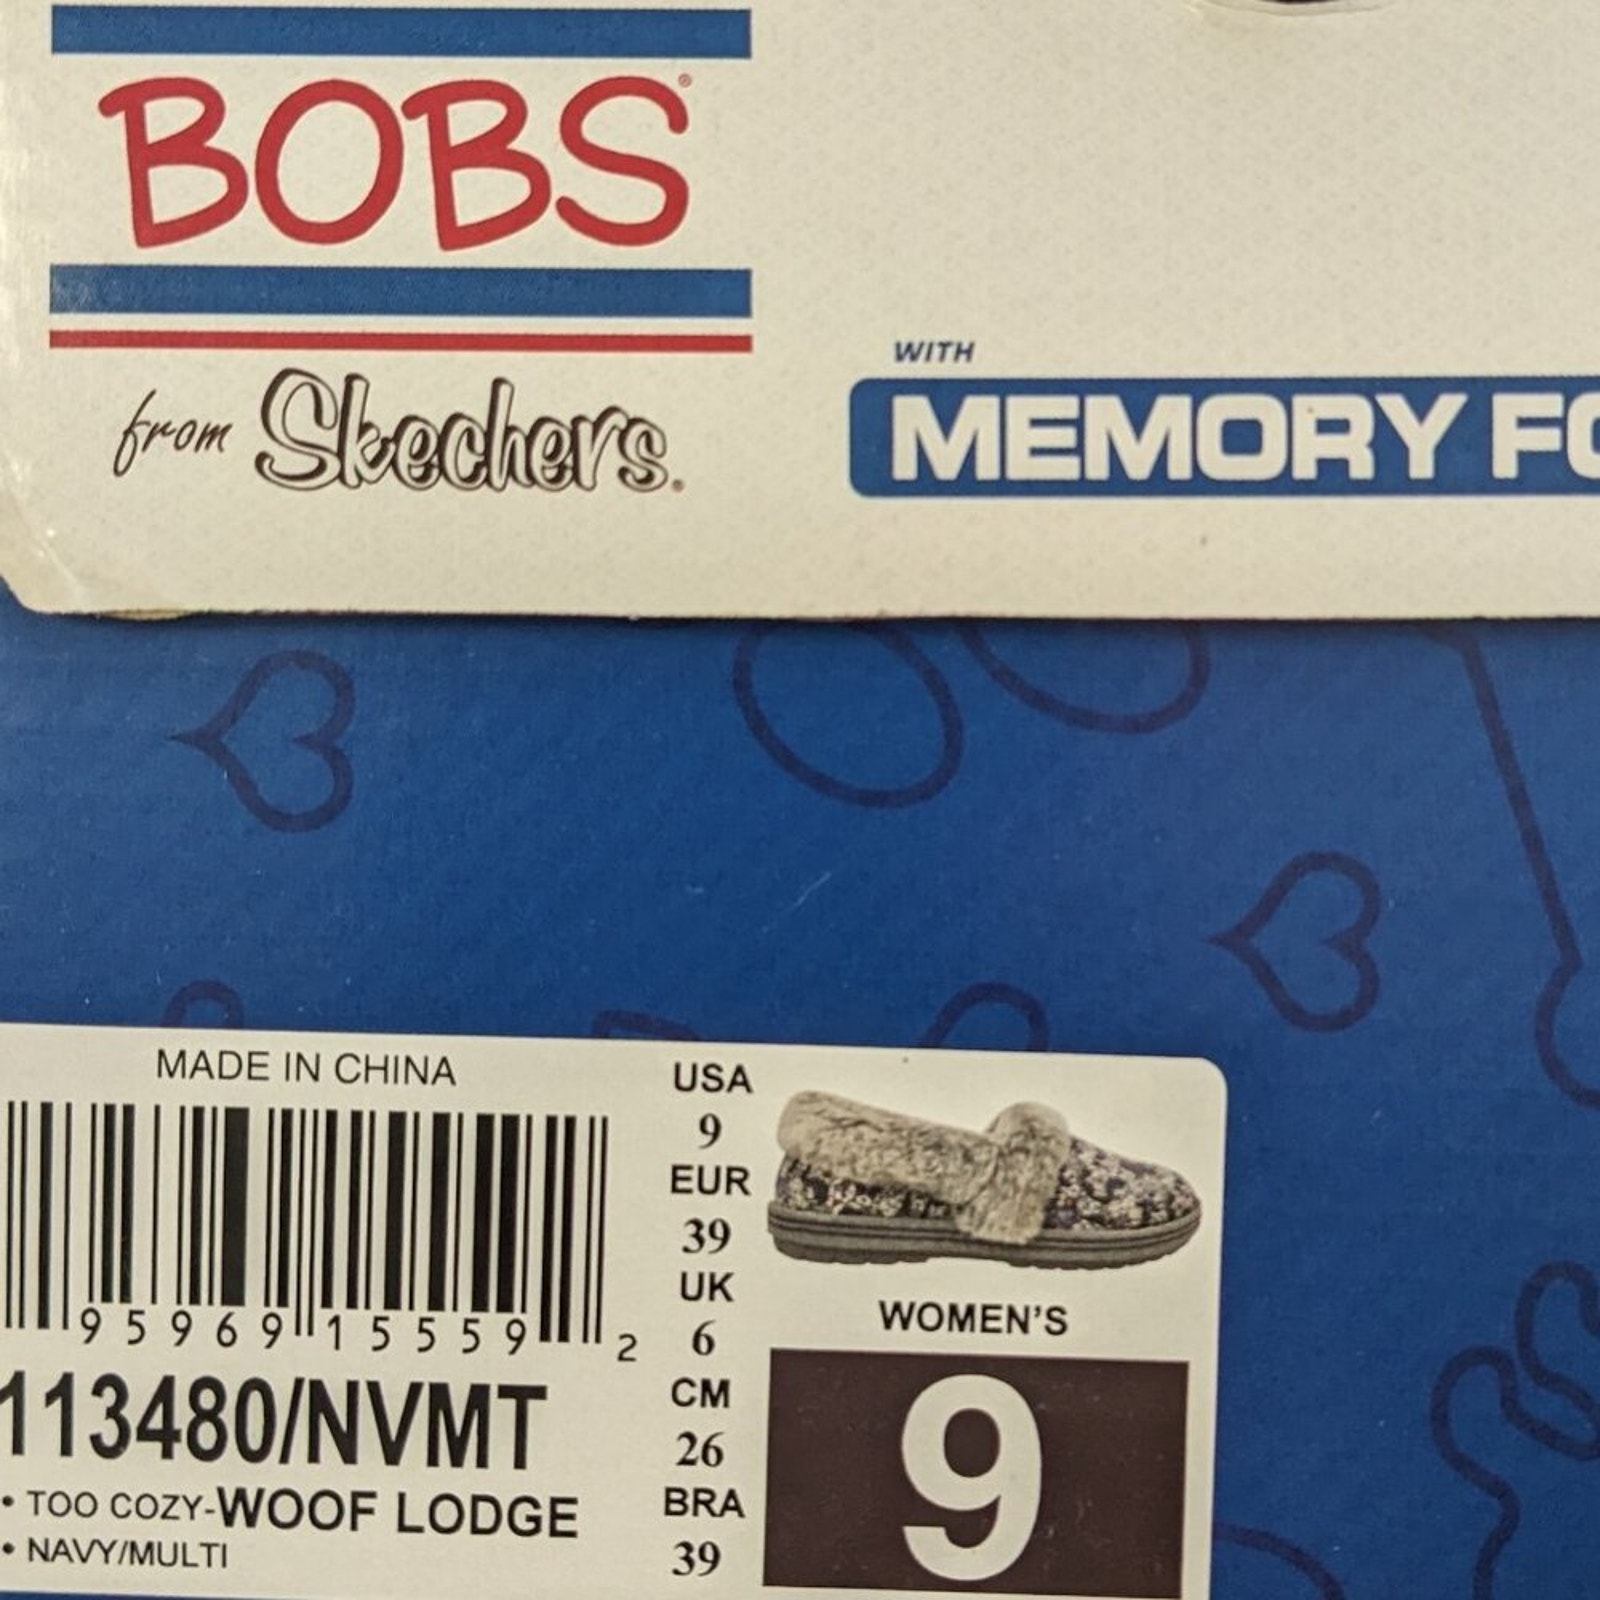 BOBS®
from Skechers.
WITH
MEMORY FO
MADE IN CHINA
95969 15559 2
113480/NVMT
• TOO COZY-WOOF LODGE
• NAVY/MULTI
USA
9
EUR
39
UK
6
CM
26
BRA
39
WOMEN'S
9